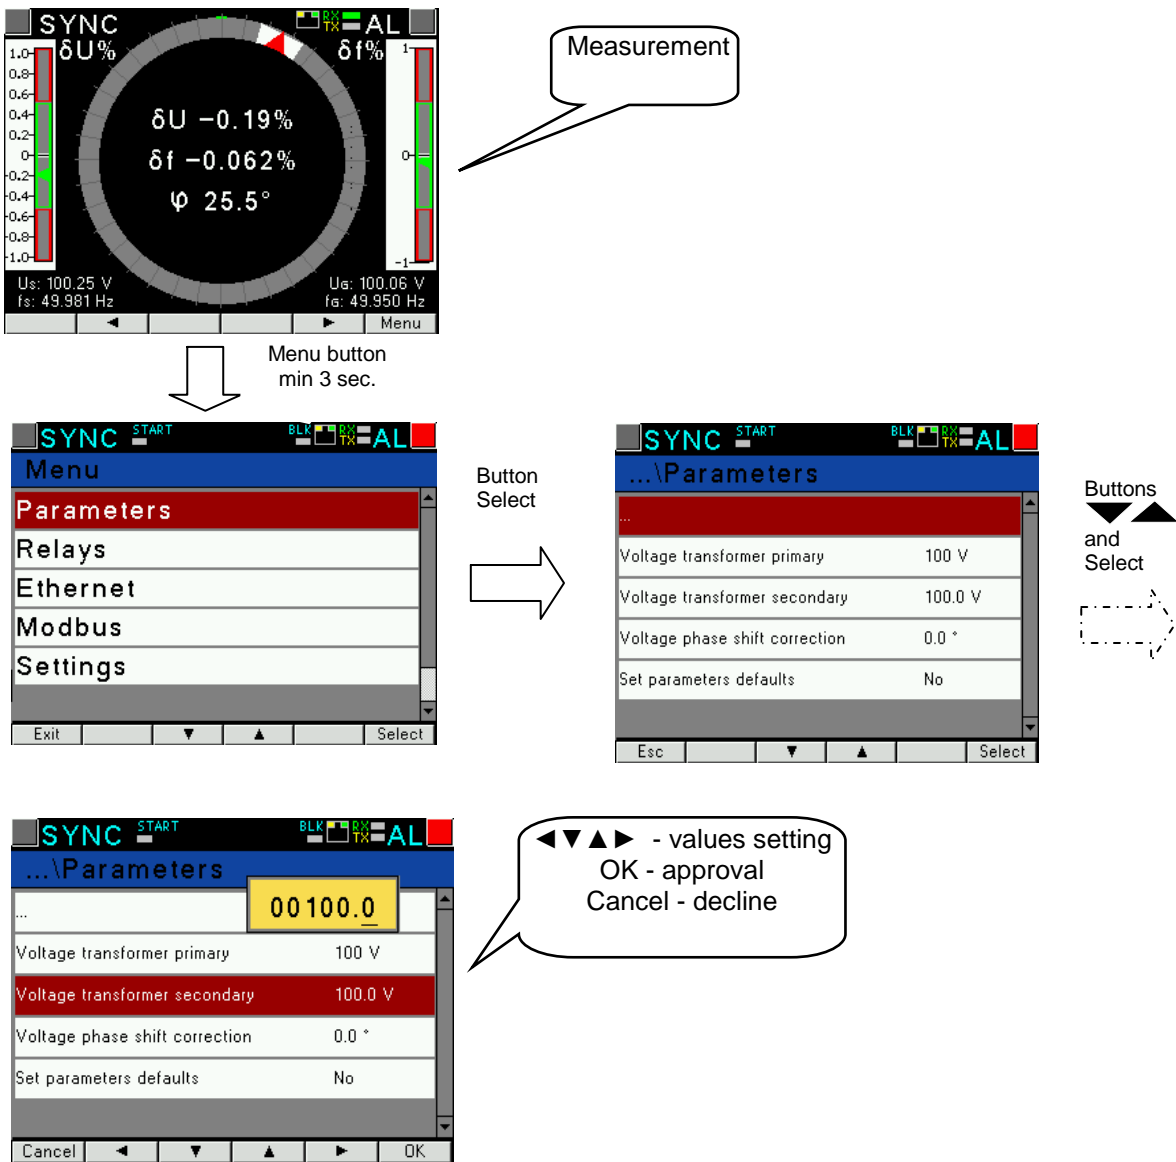 SYNC RX TX AL
δU% δf%
1.0
0.8
0.6
0.4
0.2
0
-0.2
-0.4
-0.6
-0.8
-1.0
1
0
-1
δU −0.19%
δf −0.062%
φ 25.5°
Us: 100.25 V UG: 100.06 V
fs: 49.981 Hz fG: 49.950 Hz
◄ ► Menu
Measurement
Menu button
min 3 sec.
SYNC START BLK RX TX AL
Menu
Parameters
Relays
Ethernet
Modbus
Settings
Exit ▼ ▲ Select
Button
Select
SYNC START BLK RX TX AL
...\Parameters
...
Voltage transformer primary 100 V
Voltage transformer secondary 100.0 V
Voltage phase shift correction 0.0 °
Set parameters defaults No
Esc ▼ ▲ Select
Buttons
▼▲
and
Select
SYNC START BLK RX TX AL
...\Parameters
00100.0
...
Voltage transformer primary 100 V
Voltage transformer secondary 100.0 V
Voltage phase shift correction 0.0 °
Set parameters defaults No
Cancel ◄ ▼ ▲ ► OK
◄▼▲► - values setting
OK - approval
Cancel - decline